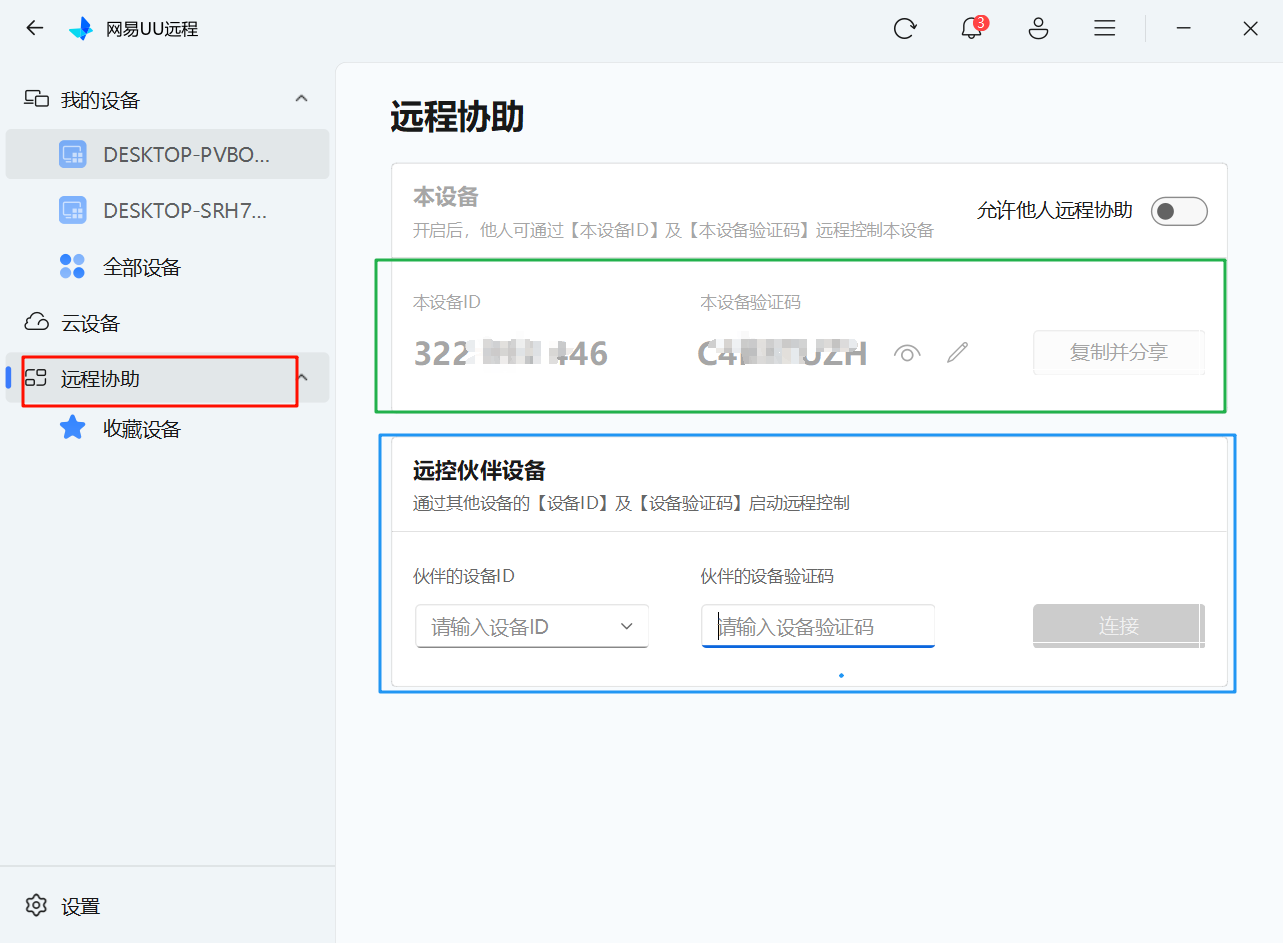 网易UU远程
3
我的设备
DESKTOP-PVBO...
DESKTOP-SRH7...
全部设备
云设备
远程协助
收藏设备
设置
远程协助
本设备
开启后，他人可通过【本设备ID】及【本设备验证码】远程控制本设备
允许他人远程协助
本设备ID
本设备验证码
322 446
C4 UZH
复制并分享
远控伙伴设备
通过其他设备的【设备ID】及【设备验证码】启动远程控制
伙伴的设备ID
伙伴的设备验证码
请输入设备ID
请输入设备验证码
连接